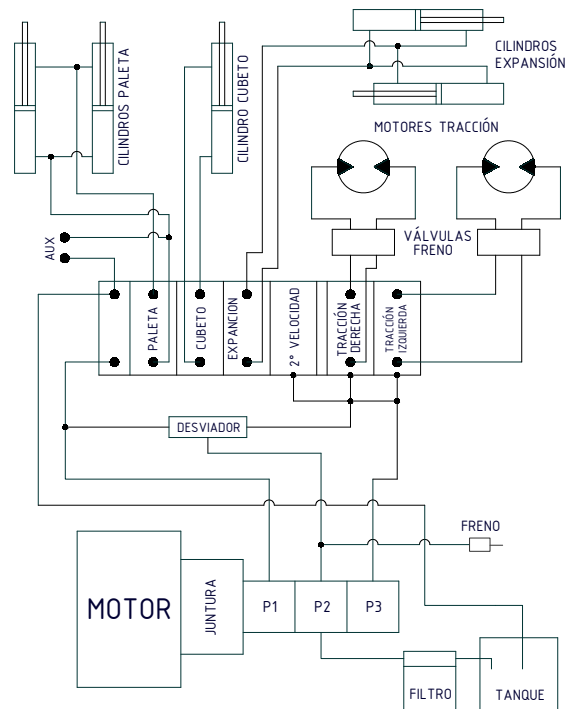 CILINDROS PALETA
CILINDRO CUBETO
CILINDROS
EXPANSIÓN
MOTORES TRACCIÓN
VÁLVULAS
FRENO
AUX
PALETA
CUBETO
EXPANCION
2° VELOCIDAD
TRACCIÓN
DERECHA
TRACCIÓN
IZQUIERDA
DESVIADOR
FRENO
MOTOR
JUNTURA
P1
P2
P3
FILTRO
TANQUE